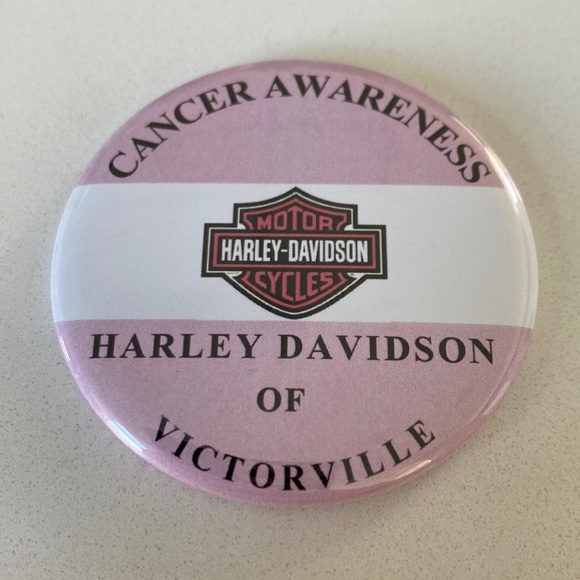 CANCER AWARENESS
MOTOR
HARLEY-DAVIDSON
CYCLES
HARLEY DAVIDSON
OF
VICTORVILLE